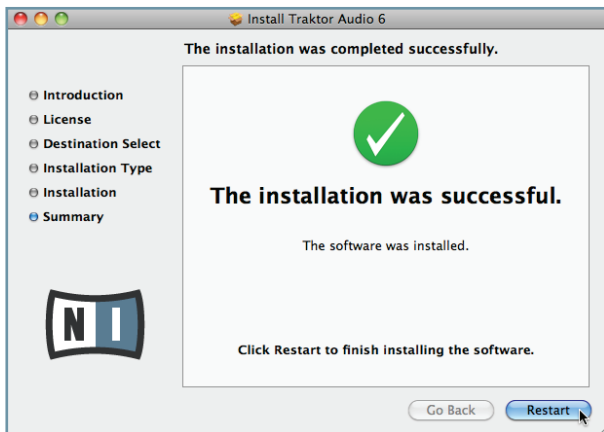 Install Traktor Audio 6
The installation was completed successfully.
Introduction
License
Destination Select
Installation Type
Installation
Summary
The installation was successful.
The software was installed.
Click Restart to finish installing the software.
NI
Go Back
Restart